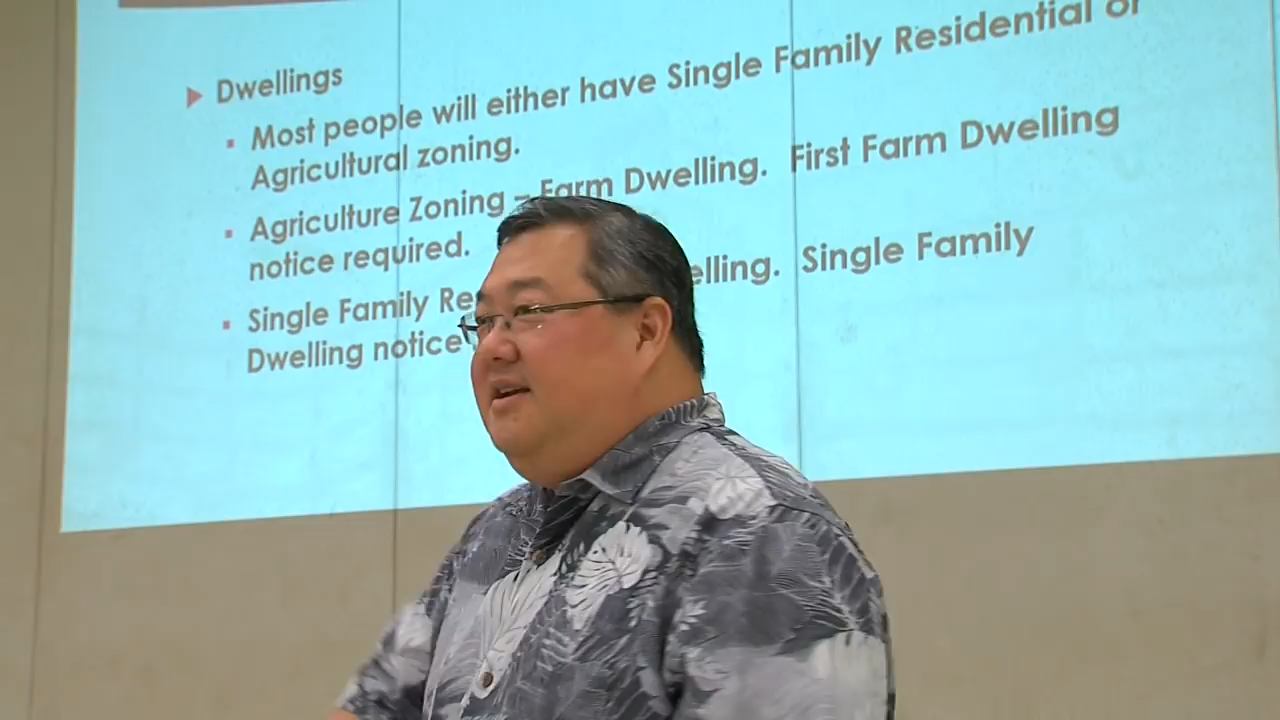 Dwellings
Most people will either have Single Family Residential or
Agricultural zoning.
Agriculture Zoning – Farm Dwelling. First Farm Dwelling
notice required.
Single Family Re elling. Single Family
Dwelling notice